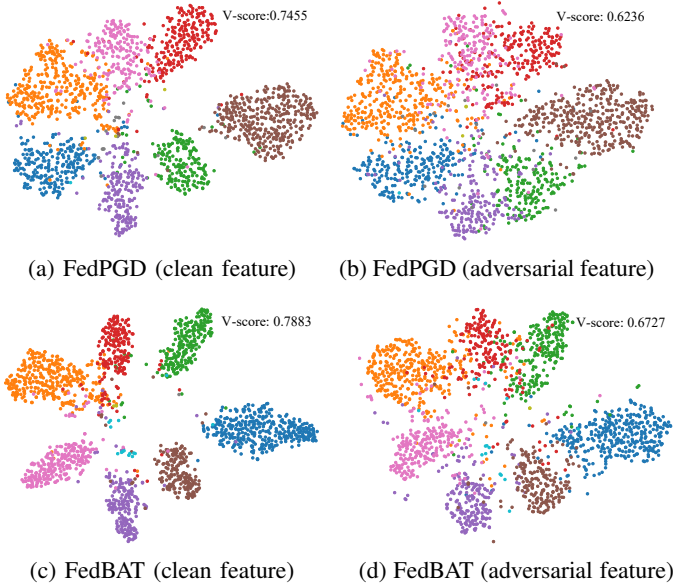 V-score:0.7455
V-score: 0.6236
(a) FedPGD (clean feature)
(b) FedPGD (adversarial feature)
V-score: 0.7883
V-score: 0.6727
(c) FedBAT (clean feature)
(d) FedBAT (adversarial feature)